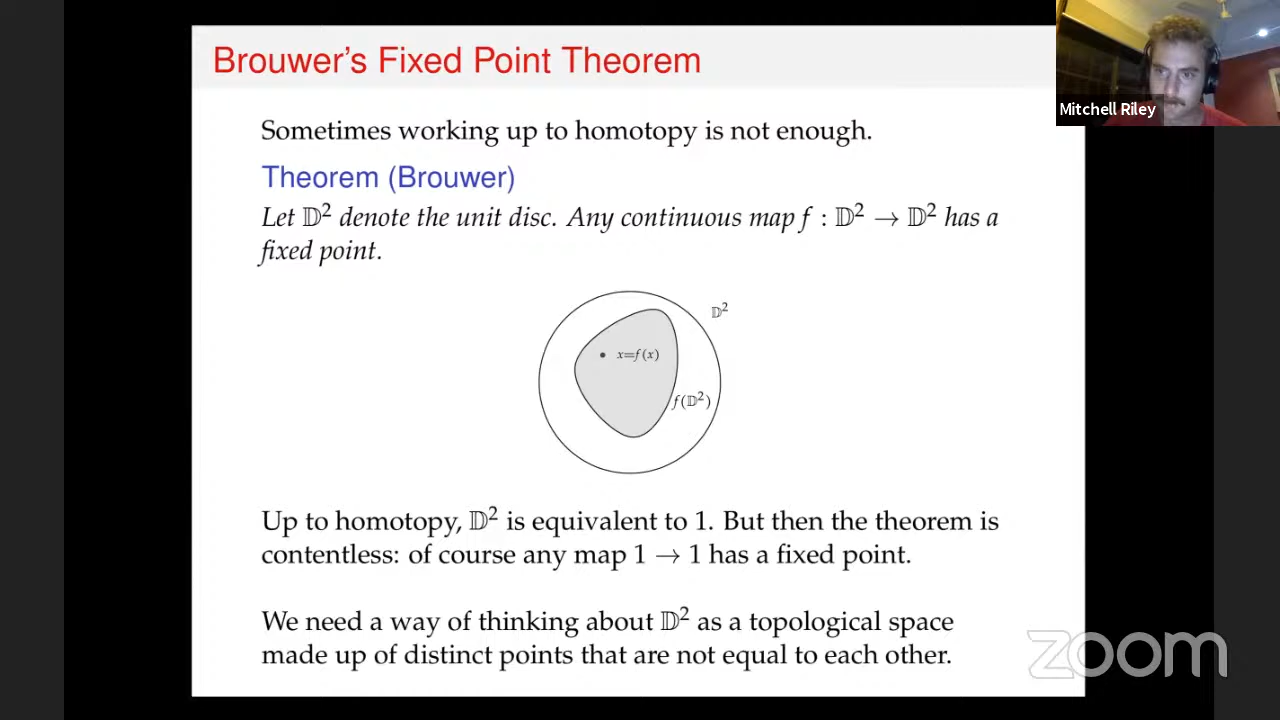 Brouwer's Fixed Point Theorem
Mitchell Riley
Sometimes working up to homotopy is not enough.
Theorem (Brouwer)
Let 𝔻² denote the unit disc. Any continuous map f : 𝔻² → 𝔻² has a
fixed point.
𝔻²
x=f(x)
f(𝔻²)
Up to homotopy, 𝔻² is equivalent to 1. But then the theorem is
contentless: of course any map 1 → 1 has a fixed point.
We need a way of thinking about 𝔻² as a topological space
made up of distinct points that are not equal to each other.
zoom